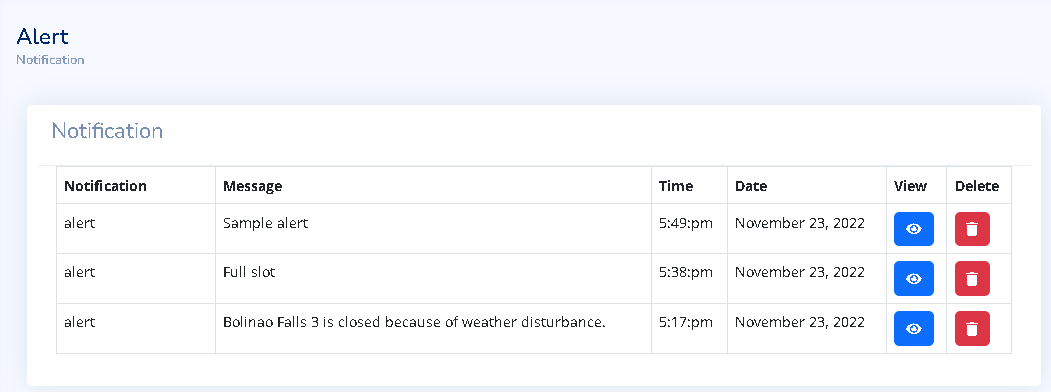 Alert
Notification
Notification
Notification Message Time Date View Delete
alert Sample alert 5:49:pm November 23, 2022
alert Full slot 5:38:pm November 23, 2022
alert Bolinao Falls 3 is closed because of weather disturbance. 5:17:pm November 23, 2022